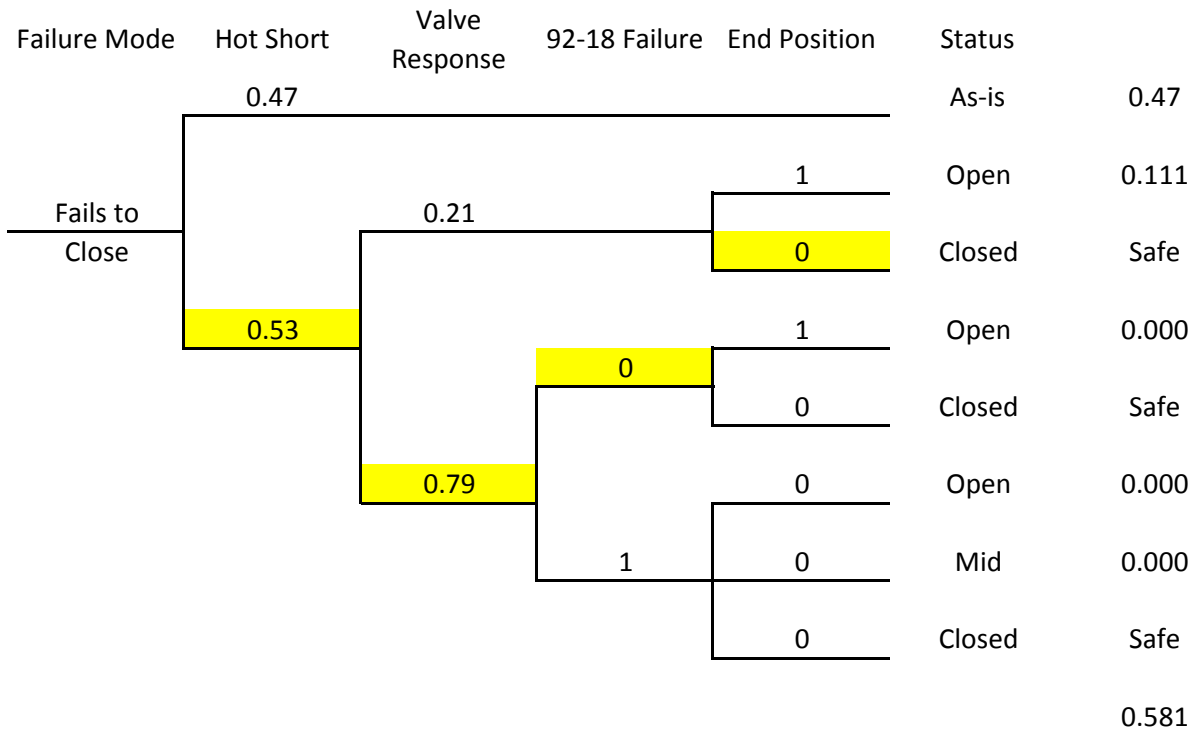 Failure Mode Hot Short Valve Response 92-18 Failure End Position Status
0.47 As-is 0.47
1 Open 0.111
Fails to Close 0.21
0 Closed Safe
0.53 1 Open 0.000
0
0 Closed Safe
0.79 0 Open 0.000
1 0 Mid 0.000
0 Closed Safe
0.581